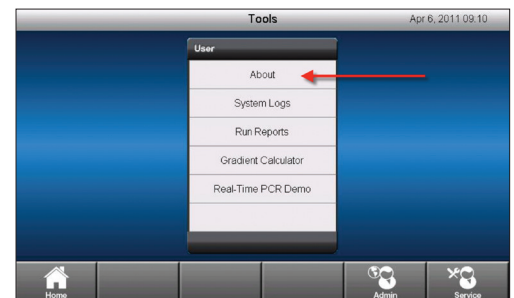 Tools
Apr 6, 2011 09:10
User
About
System Logs
Run Reports
Gradient Calculator
Real-Time PCR Demo
Home
Admin
Service